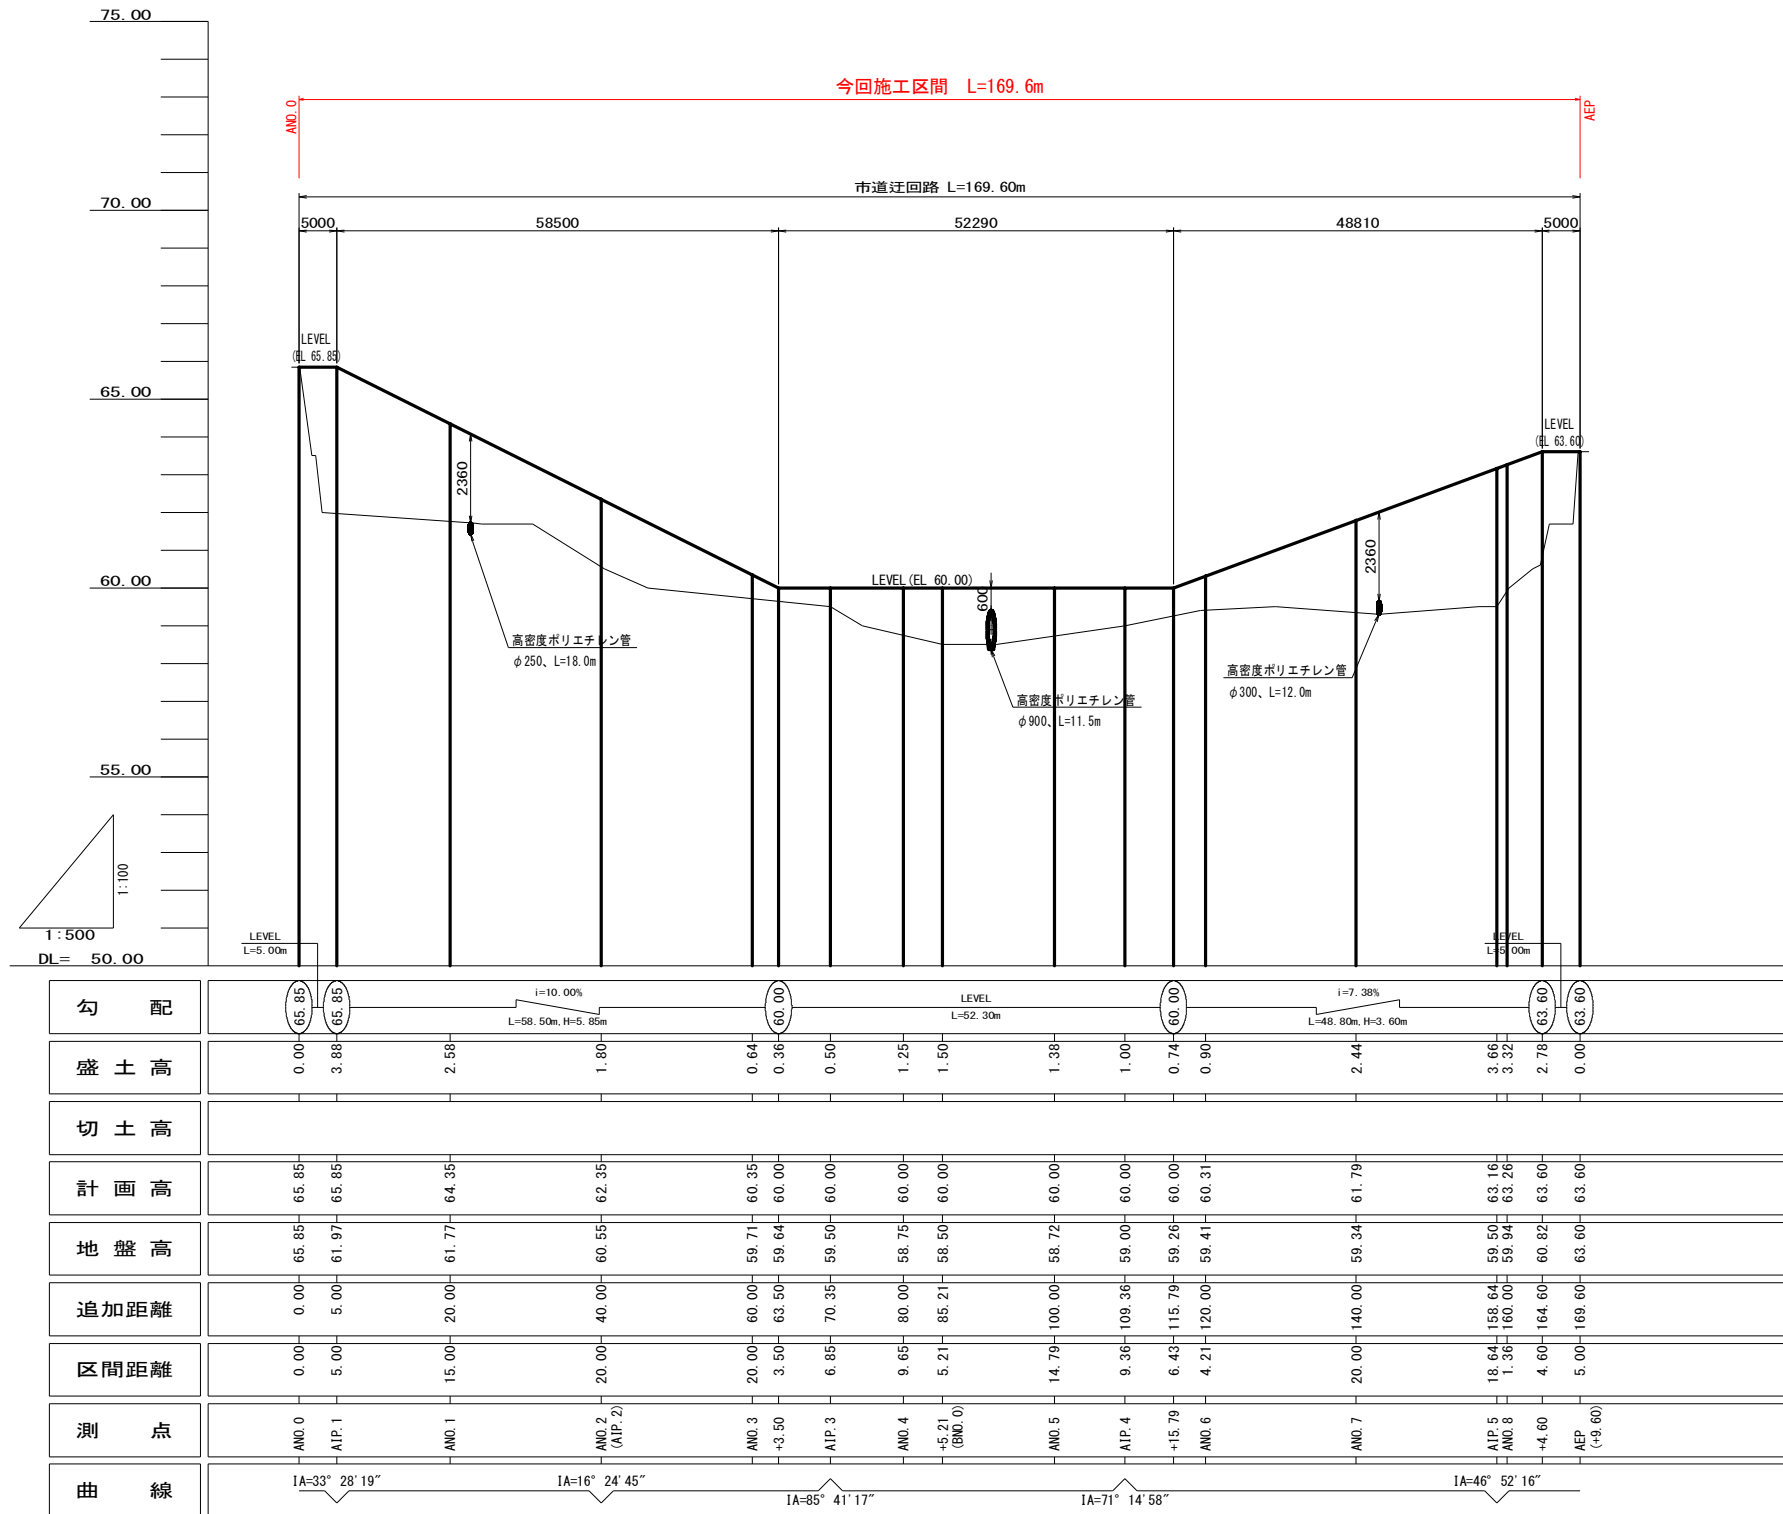 75.00
今回施工区間 L=169.6m
ANO.0
AEP
市道迂回路 L=169.60m
70.00
5000
58500
52290
48810
5000
LEVEL
(EL 65.85)
65.00
LEVEL
(EL 63.60)
2360
2360
60.00
LEVEL(EL 60.00)
600
高密度ポリエチレン管
φ250、L=18.0m
高密度ポリエチレン管
φ300、L=12.0m
高密度ポリエチレン管
φ900、L=11.5m
55.00
1:100
1:500
DL= 50.00
LEVEL
L=5.00m
LEVEL
L=5.00m
勾 配
65.85
65.85
i=10.00%
L=58.50m,H=5.85m
60.00
LEVEL
L=52.30m
60.00
i=7.38%
L=48.80m,H=3.60m
63.60
63.60
盛土高
0.00 3.88 2.58 1.80 0.64 0.36 0.50 1.25 1.50 1.38 1.00 0.74 0.90 2.44 3.66 3.32 2.78 0.00
切土高
計画高
65.85 65.85 64.35 62.35 60.35 60.00 60.00 60.00 60.00 60.00 60.00 60.00 60.31 61.79 63.16 63.26 63.60 63.60
地盤高
65.85 61.97 61.77 60.55 59.71 59.64 59.50 58.75 58.50 58.72 59.00 59.26 59.41 59.34 59.50 59.94 60.82 63.60
追加距離
0.00 5.00 20.00 40.00 60.00 63.50 70.35 80.00 85.21 100.00 109.36 115.79 120.00 140.00 158.64 160.00 164.60 169.60
区間距離
0.00 5.00 15.00 20.00 20.00 3.50 6.85 9.65 5.21 14.79 9.36 6.43 4.21 20.00 18.64 1.36 4.60 5.00
測 点
ANO.0 AIP.1 ANO.1 ANO.2 (AIP.2) ANO.3 +3.50 AIP.3 ANO.4 +5.21 (BNO.0) ANO.5 AIP.4 +15.79 ANO.6 ANO.7 AIP.5 ANO.8 +4.60 AEP (+9.60)
曲 線
IA=33° 28'19″
IA=16° 24'45″
IA=85° 41'17″
IA=71° 14'58″
IA=46° 52'16″